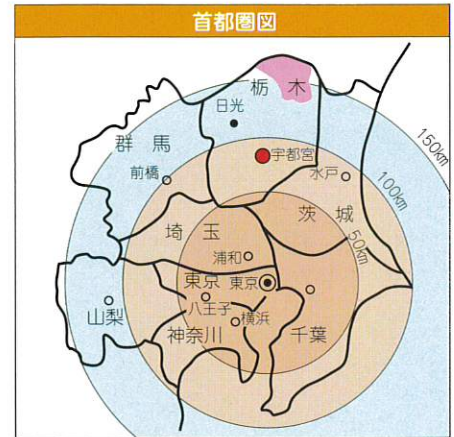 首都圏図
栃木
日光
群馬
宇都宮
前橋
水戸
150km
100km
茨城
埼玉
50km
浦和
東京
東京
八王子
横浜
山梨
神奈川
千葉